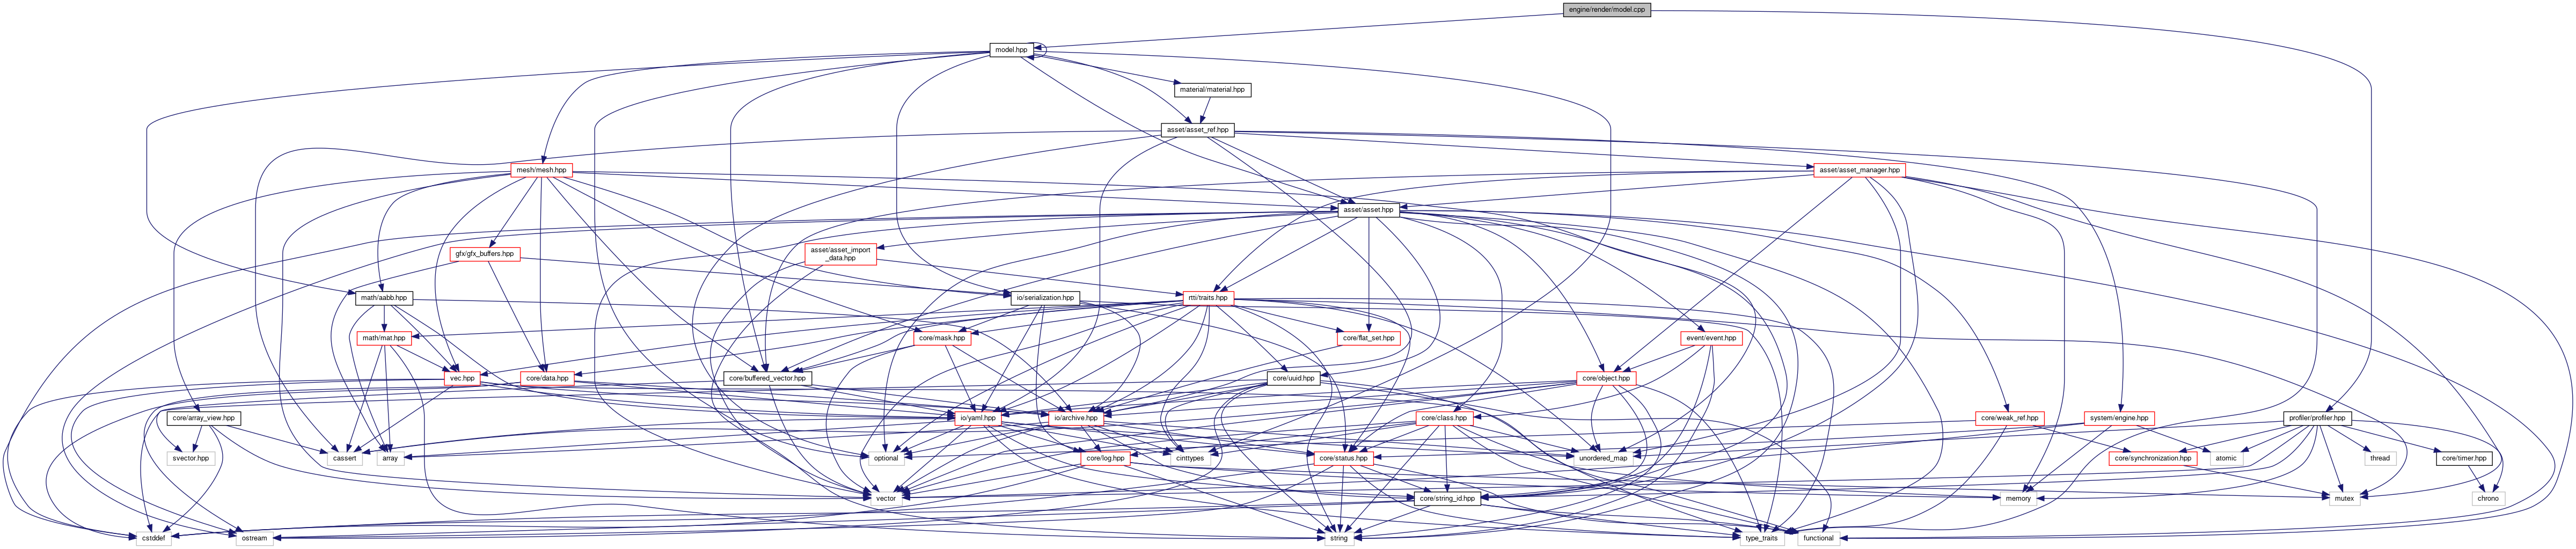 engine/render/model.cpp
model.hpp
material/material.hpp
asset/asset_ref.hpp
mesh/mesh.hpp
asset/asset_manager.hpp
asset/asset.hpp
gfx/gfx_buffers.hpp
asset/asset_import
_data.hpp
math/aabb.hpp
io/serialization.hpp
rtti/traits.hpp
math/mat.hpp
core/mask.hpp
core/flat_set.hpp
event/event.hpp
vec.hpp
core/data.hpp
core/buffered_vector.hpp
core/uuid.hpp
core/object.hpp
core/array_view.hpp
io/yaml.hpp
io/archive.hpp
core/class.hpp
core/weak_ref.hpp
system/engine.hpp
profiler/profiler.hpp
svector.hpp
cassert
array
optional
core/log.hpp
cinttypes
core/status.hpp
unordered_map
core/synchronization.hpp
atomic
thread
core/timer.hpp
vector
core/string_id.hpp
memory
mutex
chrono
cstddef
ostream
string
type_traits
functional